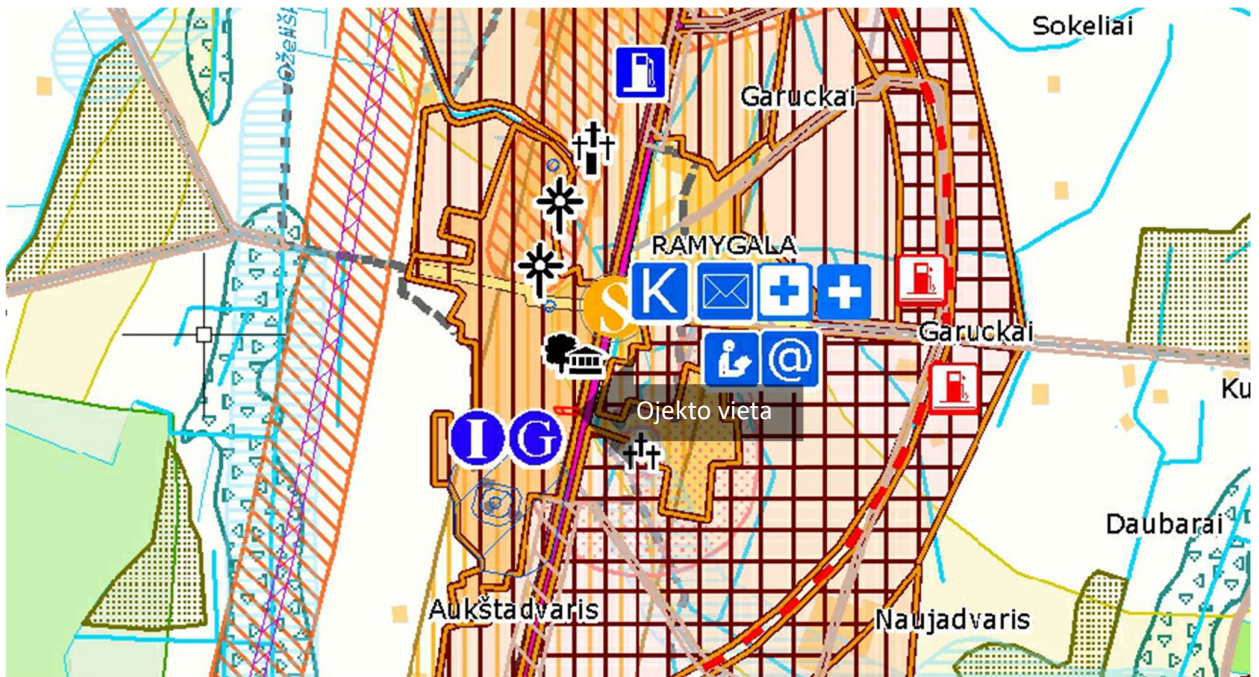 Sokeliai
Garuckai
RAMYGALA
S K
@
Garuckai
Ku
Ojekto vieta
I G
Daubarai
Aukštadvaris
Naujadvaris